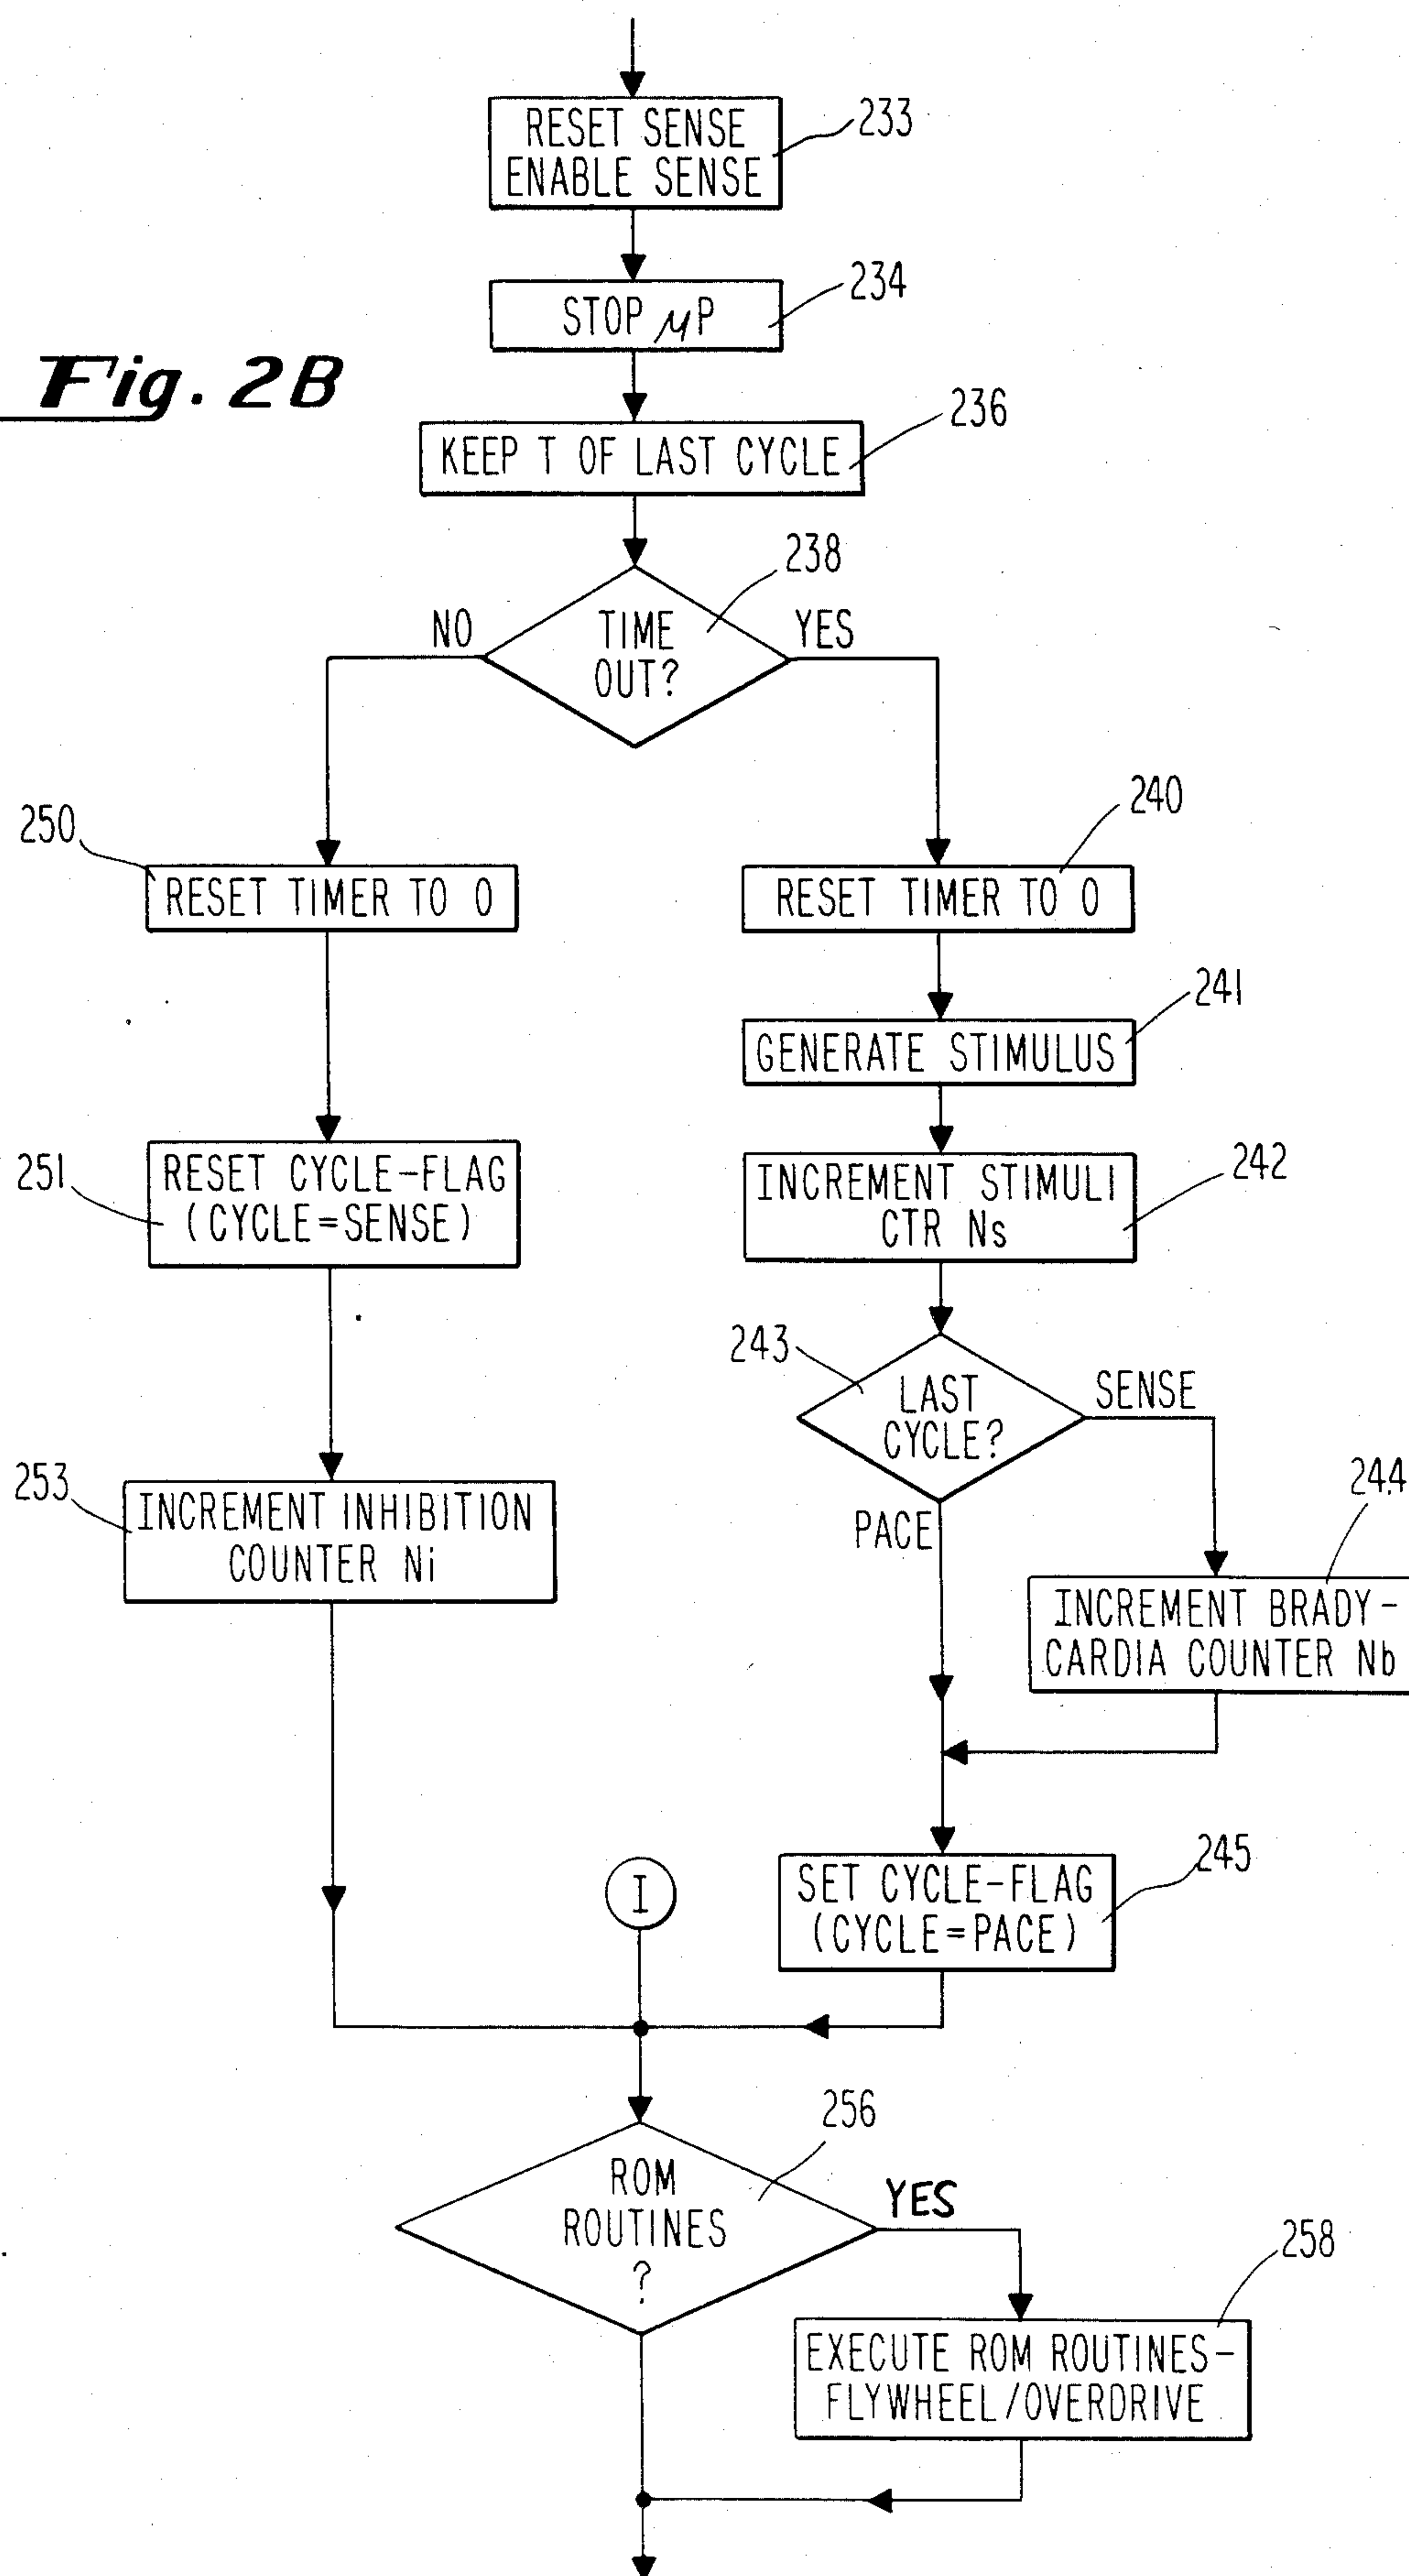 RESET SENSE
ENABLE SENSE
233
STOP μP
234
Fig. 2B
KEEP T OF LAST CYCLE
236
TIME
OUT?
238
NO
YES
250
RESET TIMER TO 0
240
RESET TIMER TO 0
241
GENERATE STIMULUS
251
RESET CYCLE-FLAG
(CYCLE=SENSE)
INCREMENT STIMULI
CTR Ns
242
243
LAST
CYCLE?
SENSE
PACE
253
INCREMENT INHIBITION
COUNTER Ni
244
INCREMENT BRADY-
CARDIA COUNTER Nb
I
SET CYCLE-FLAG
(CYCLE=PACE)
245
256
ROM
ROUTINES
?
YES
258
EXECUTE ROM ROUTINES-
FLYWHEEL/OVERDRIVE